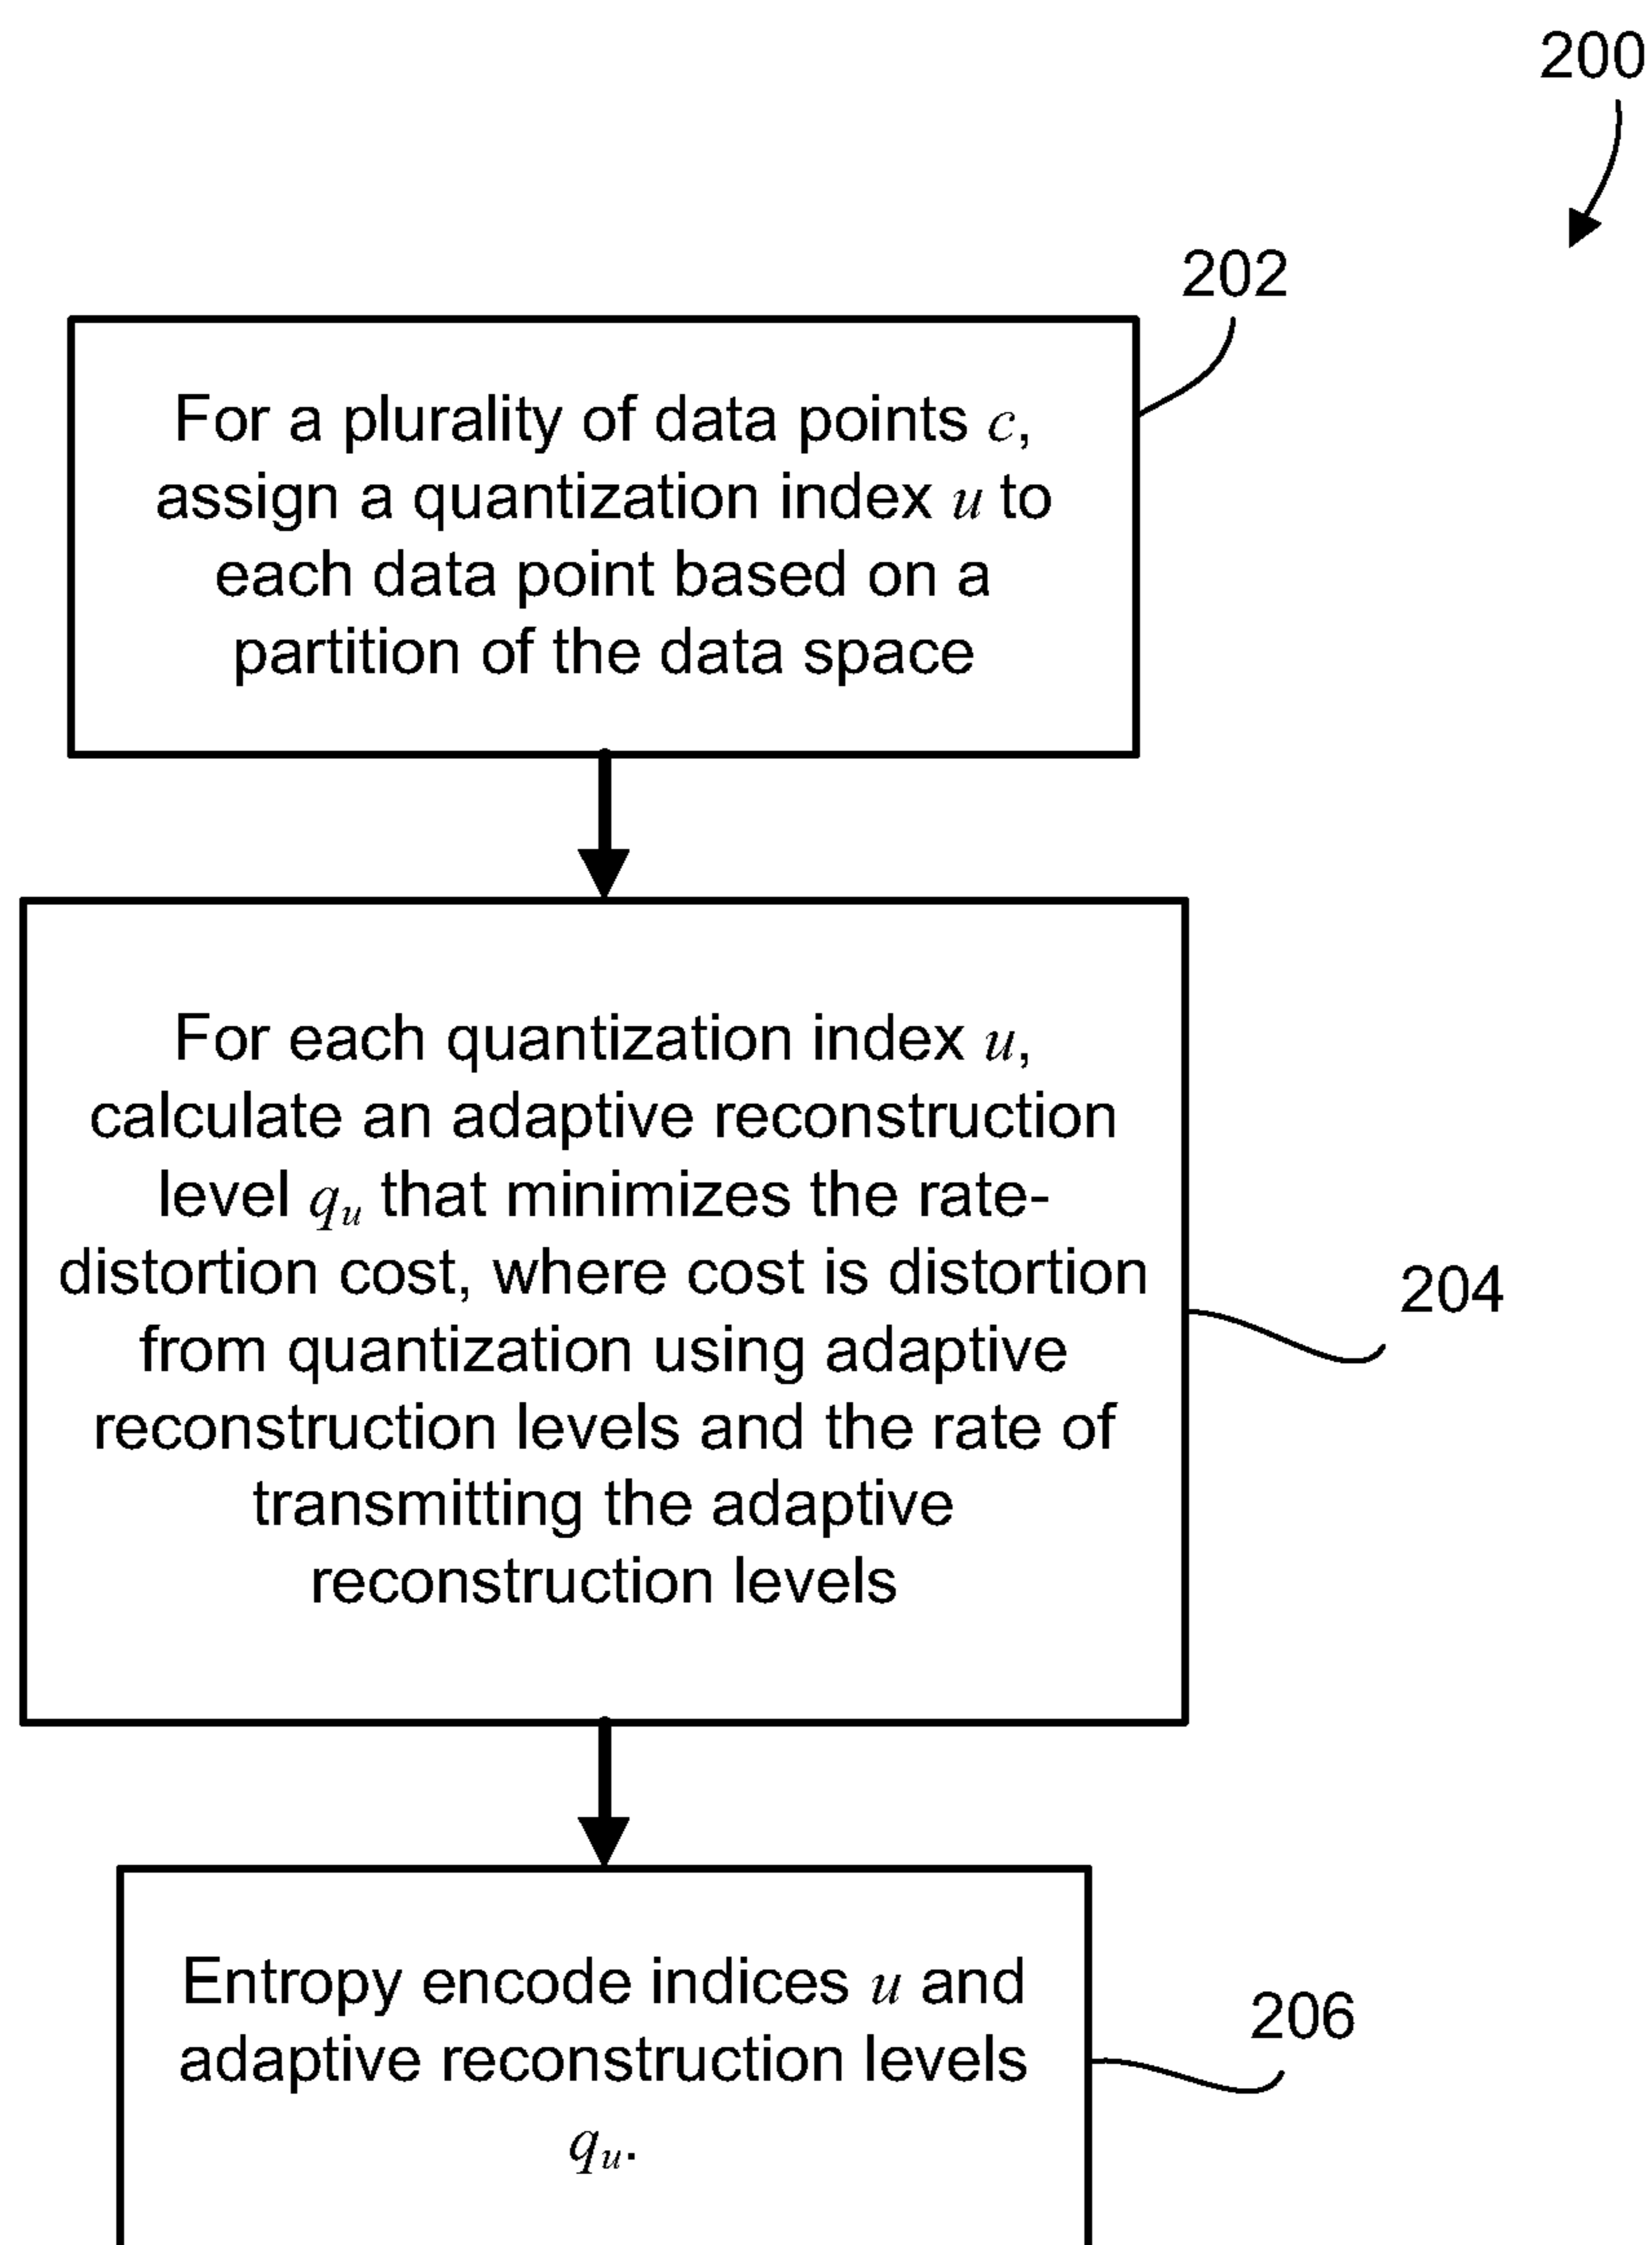 200
202
For a plurality of data points c,
assign a quantization index u to
each data point based on a
partition of the data space
For each quantization index u,
calculate an adaptive reconstruction
level qu that minimizes the rate-
distortion cost, where cost is distortion
from quantization using adaptive
reconstruction levels and the rate of
transmitting the adaptive
reconstruction levels
204
Entropy encode indices u and
adaptive reconstruction levels
qu.
206